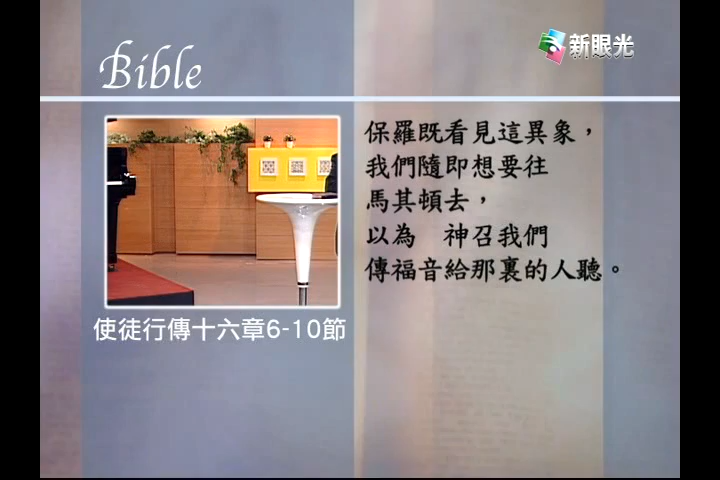 Bible
新眼光
保羅既看見這異象，
我們隨即想要往
馬其頓去，
以為　神召我們
傳福音給那裏的人聽。
使徒行傳十六章6-10節